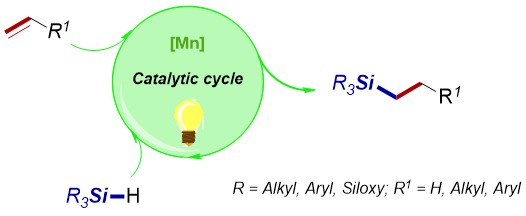 R1
[Mn]
Catalytic cycle
R3Si
R1
R3Si–H
R = Alkyl, Aryl, Siloxy; R1 = H, Alkyl, Aryl